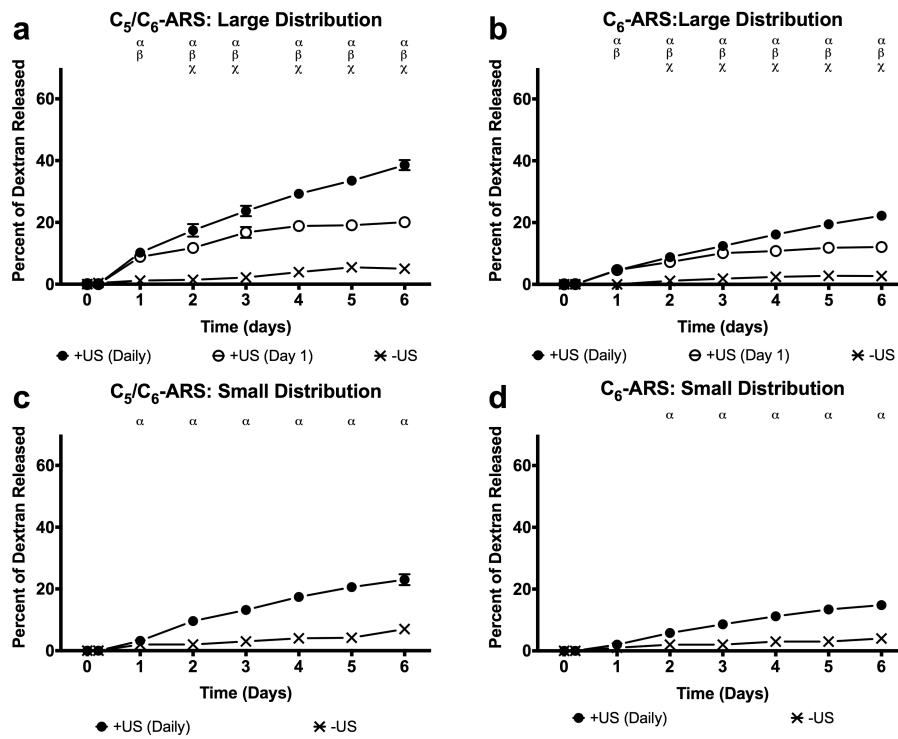 a
C5/C6-ARS: Large Distribution
α α α α α α
β β β β β β
χ χ χ χ χ
Percent of Dextran Released
60
40
20
0
0 1 2 3 4 5 6
Time (days)
+US (Daily) +US (Day 1) -US
b
C6-ARS:Large Distribution
α α α α α α
β β β β β β
χ χ χ χ χ
Percent of Dextran Released
60
40
20
0
0 1 2 3 4 5 6
Time (days)
+US (Daily) +US (Day 1) -US
c
C5/C6-ARS: Small Distribution
α α α α α α
Percent of Dextran Released
60
40
20
0
0 1 2 3 4 5 6
Time (Days)
+US (Daily) -US
d
C6-ARS: Small Distribution
α α α α α
Percent of Dextran Released
60
40
20
0
0 1 2 3 4 5 6
Time (Days)
+US (Daily) -US